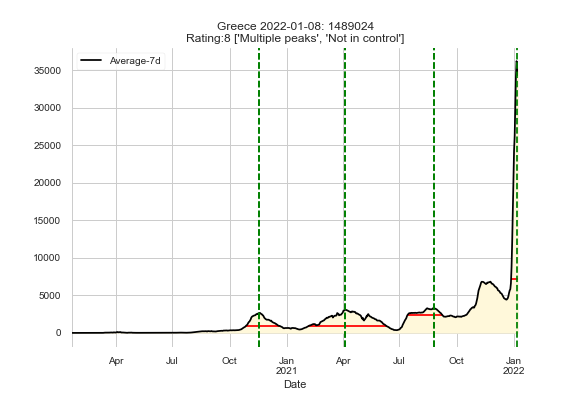 Greece 2022-01-08: 1489024
Rating:8 ['Multiple peaks', 'Not in control']
Average-7d
35000
30000
25000
20000
15000
10000
5000
0
Apr Jul Oct Jan Apr Jul Oct Jan
2021 2022
Date